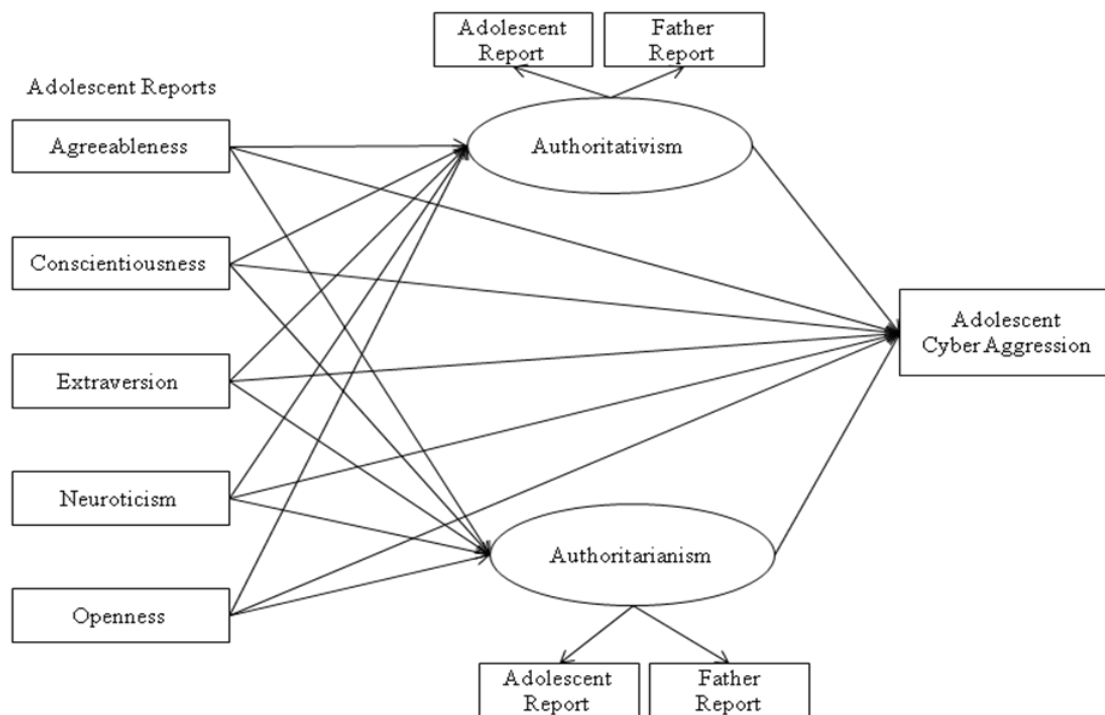 Adolescent
Report
Father
Report
Adolescent Reports
Agreeableness
Authoritativism
Conscientiousness
Adolescent
Cyber Aggression
Extraversion
Neuroticism
Authoritarianism
Openness
Adolescent
Report
Father
Report